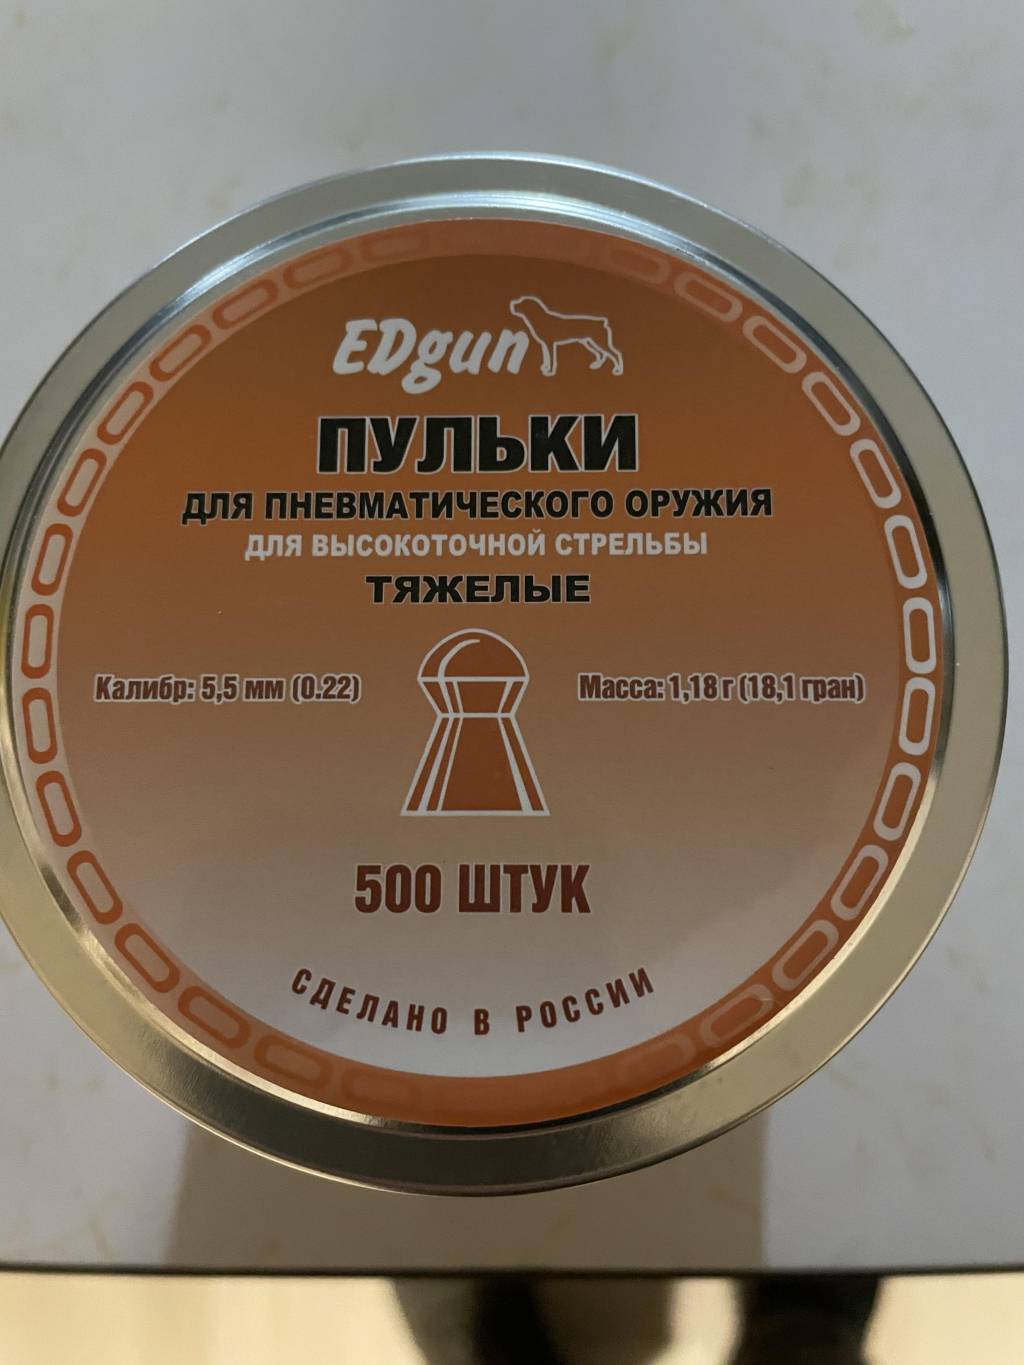 EDgun
ПУЛЬКИ
ДЛЯ ПНЕВМАТИЧЕСКОГО ОРУЖИЯ
ДЛЯ ВЫСОКОТОЧНОЙ СТРЕЛЬБЫ
ТЯЖЕЛЫЕ
Калибр: 5,5 мм (0.22)
Масса: 1,18 г (18,1 гран)
500 ШТУК
СДЕЛАНО В РОССИИ